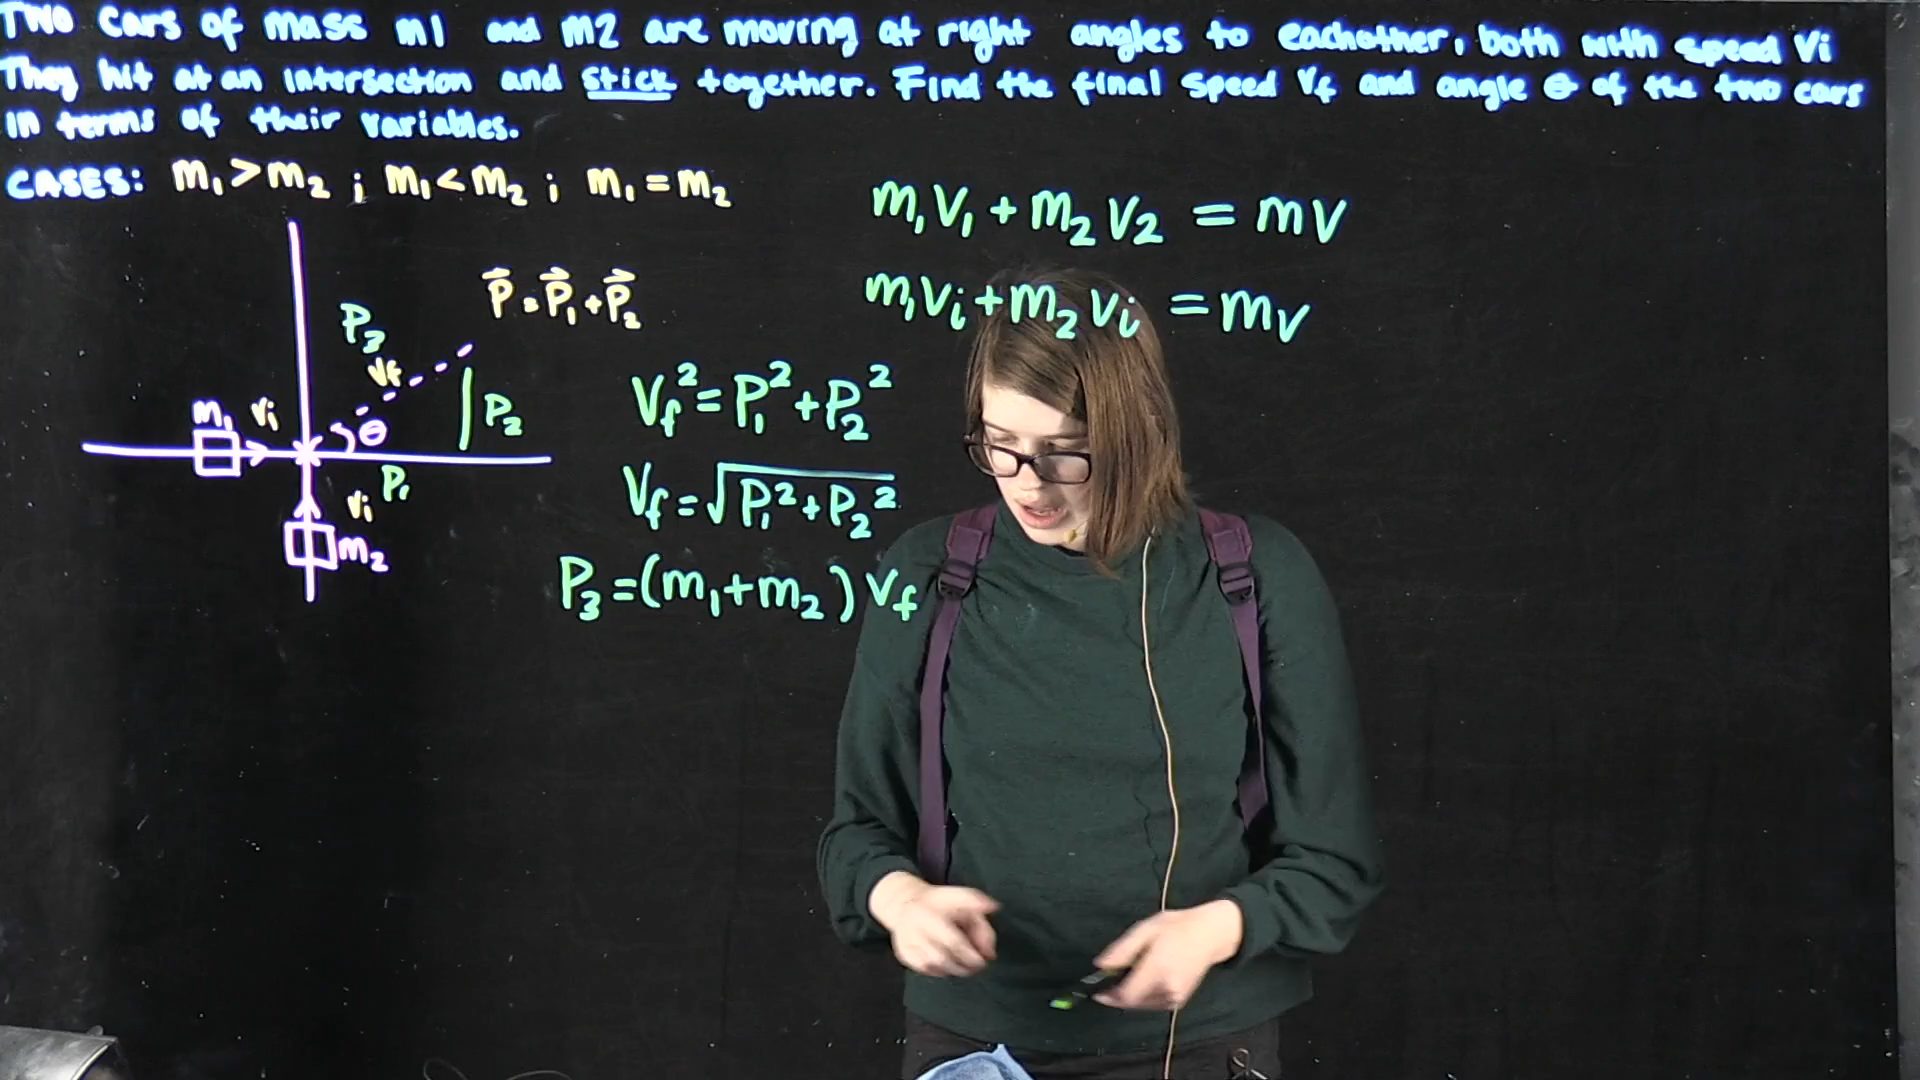 Two cars of mass m1 and m2 are moving at right angles to eachother, both with speed Vi
They hit at an intersection and stick together. Find the final speed Vf and angle θ of the two cars
in terms of their variables.
CASES: m₁ > m₂ ; m₁ < m₂ ; m₁ = m₂
m₁V₁ + m₂V₂ = mV
m₁Vi + m₂Vi = mV
P⃗ = P⃗₁ + P⃗₂
P₃
Vf
m₁ Vi
θ
P₂
P₁
Vi
m₂
Vf² = P₁² + P₂²
Vf = √P₁² + P₂²
P₃ = (m₁ + m₂) Vf